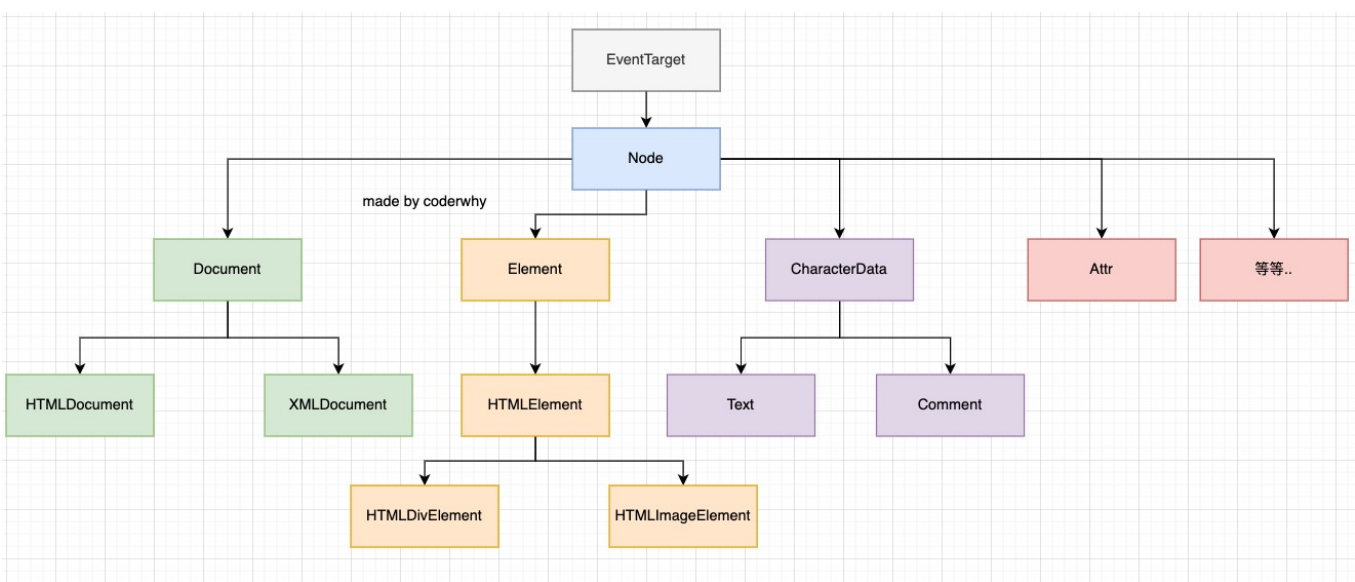 EventTarget
Node
made by coderwhy
Document
Element
CharacterData
Attr
等等..
HTMLDocument
XMLDocument
HTMLElement
Text
Comment
HTMLDivElement
HTMLImageElement